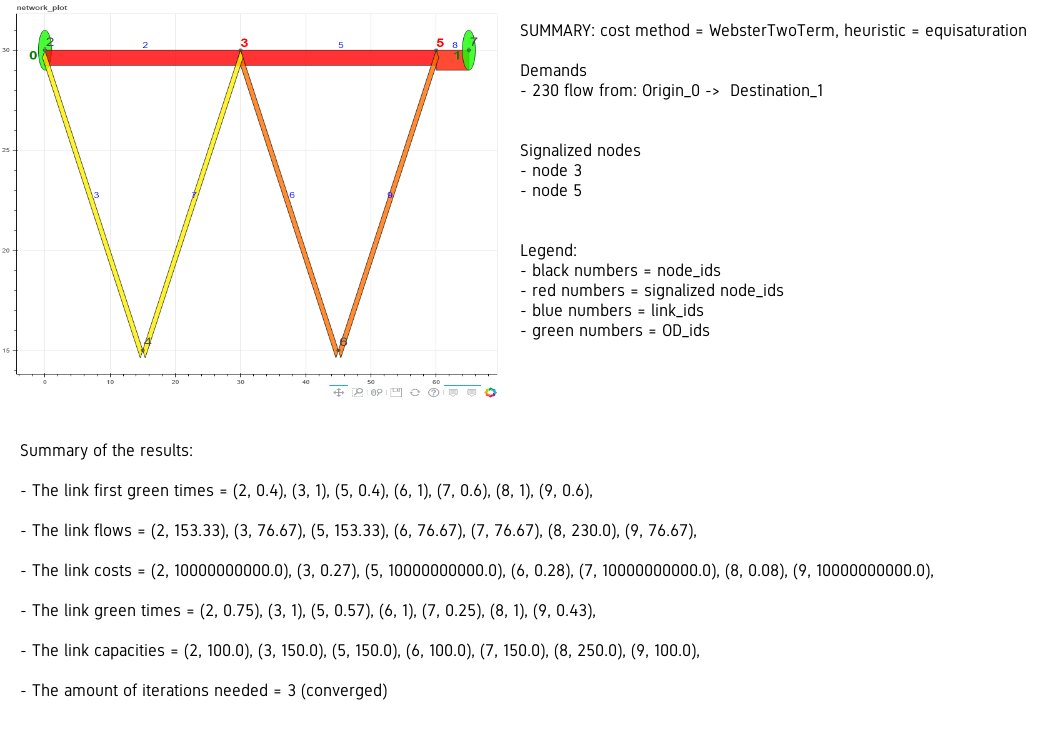 network_plot
SUMMARY: cost method = WebsterTwoTerm, heuristic = equisaturation
Demands
- 230 flow from: Origin_0 -> Destination_1
Signalized nodes
- node 3
- node 5
Legend:
- black numbers = node_ids
- red numbers = signalized node_ids
- blue numbers = link_ids
- green numbers = OD_ids
30
25
20
15
0
10
20
30
40
50
60
0
2
2
3
5
5
8
1
7
3
7
6
9
4
6
Summary of the results:
- The link first green times = (2, 0.4), (3, 1), (5, 0.4), (6, 1), (7, 0.6), (8, 1), (9, 0.6),
- The link flows = (2, 153.33), (3, 76.67), (5, 153.33), (6, 76.67), (7, 76.67), (8, 230.0), (9, 76.67),
- The link costs = (2, 10000000000.0), (3, 0.27), (5, 10000000000.0), (6, 0.28), (7, 10000000000.0), (8, 0.08), (9, 10000000000.0),
- The link green times = (2, 0.75), (3, 1), (5, 0.57), (6, 1), (7, 0.25), (8, 1), (9, 0.43),
- The link capacities = (2, 100.0), (3, 150.0), (5, 150.0), (6, 100.0), (7, 150.0), (8, 250.0), (9, 100.0),
- The amount of iterations needed = 3 (converged)